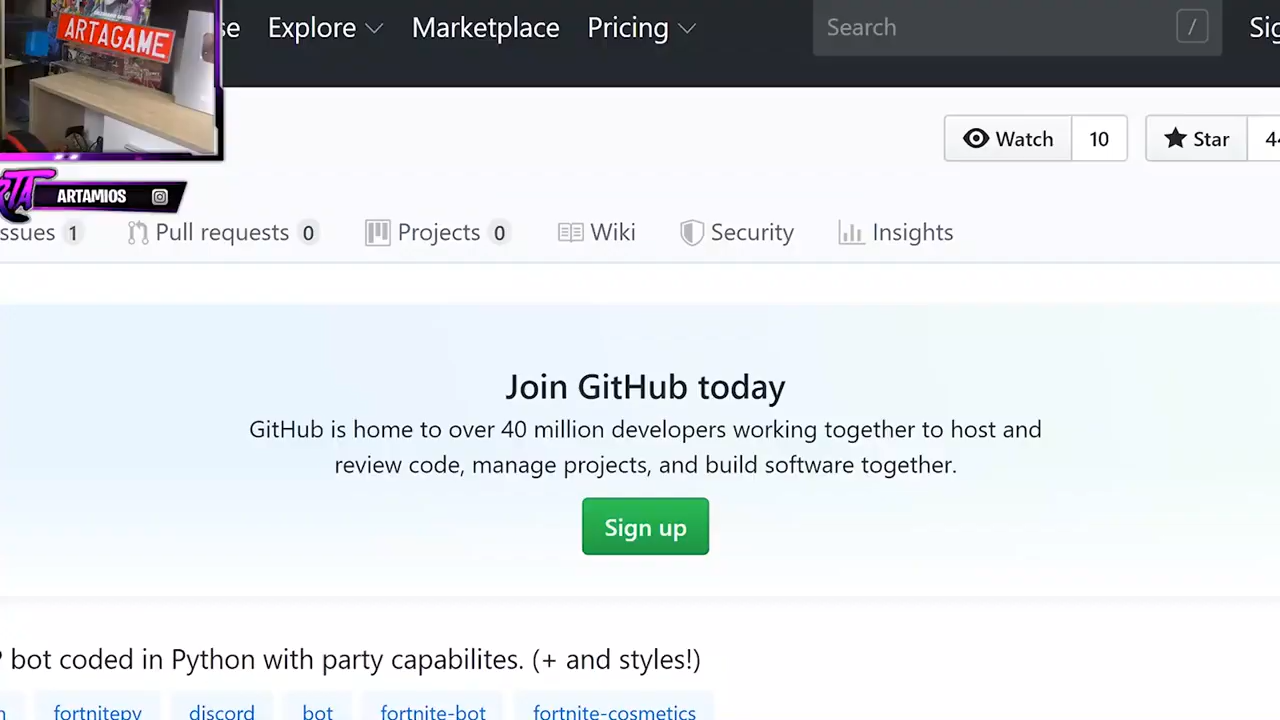 ARTAGAME
Explore Marketplace Pricing Search /
Watch 10 Star
ARTAMIOS
ssues 1 Pull requests 0 Projects 0 Wiki Security Insights
Join GitHub today
GitHub is home to over 40 million developers working together to host and
review code, manage projects, and build software together.
Sign up
bot coded in Python with party capabilites. (+ and styles!)
fortnitepy discord bot fortnite-bot fortnite-cosmetics